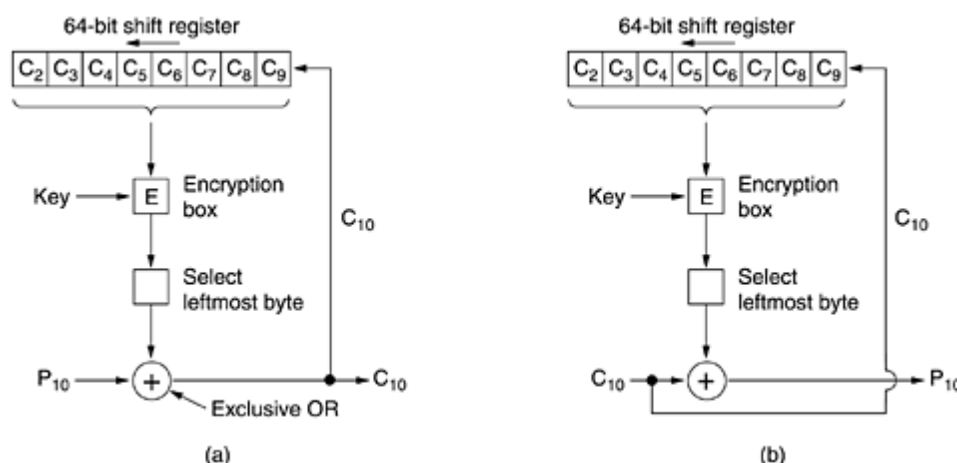 64-bit shift register
C2 C3 C4 C5 C6 C7 C8 C9
Key
E
Encryption
box
C10
Select
leftmost byte
P10
+
C10
Exclusive OR
(a)
64-bit shift register
C2 C3 C4 C5 C6 C7 C8 C9
Key
E
Encryption
box
C10
Select
leftmost byte
C10
+
P10
(b)